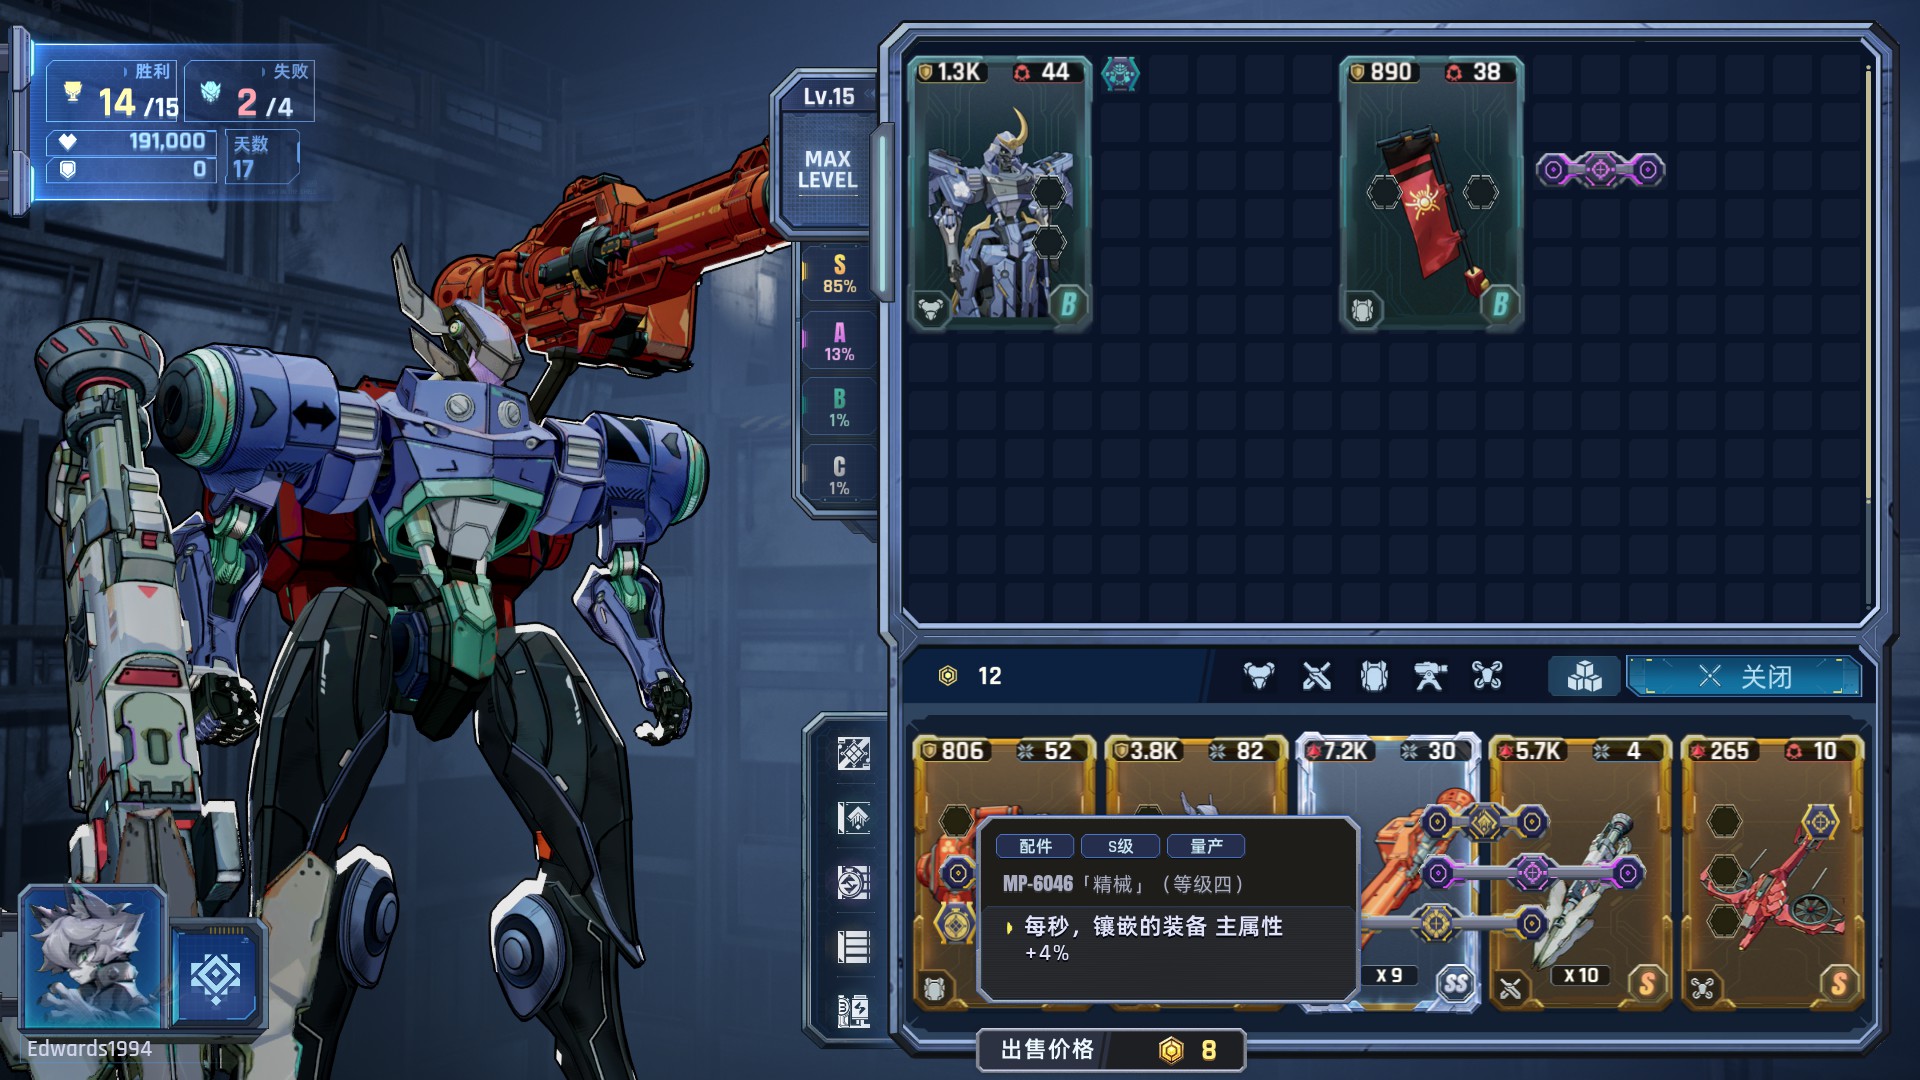 胜利
14 /15
失败
2 /4
191,000
0
天数
17
Lv.15
MAX
LEVEL
S
85%
A
13%
B
1%
C
1%
1.3K
44
B
890
38
B
12
关闭
806
52
3.8K
82
7.2K
30
5.7K
4
265
10
配件
S级
量产
MP-6046「精械」（等级四）
每秒，镶嵌的装备 主属性
+4%
x 9
SS
x 10
S
S
出售价格
8
Edwards1994